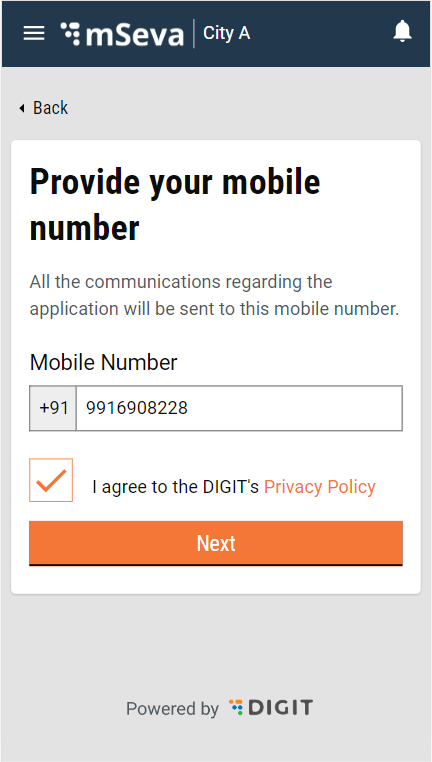 mSeva City A
Back
Provide your mobile
number
All the communications regarding the
application will be sent to this mobile number.
Mobile Number
+91 9916908228
I agree to the DIGIT's Privacy Policy
Next
Powered by DIGIT